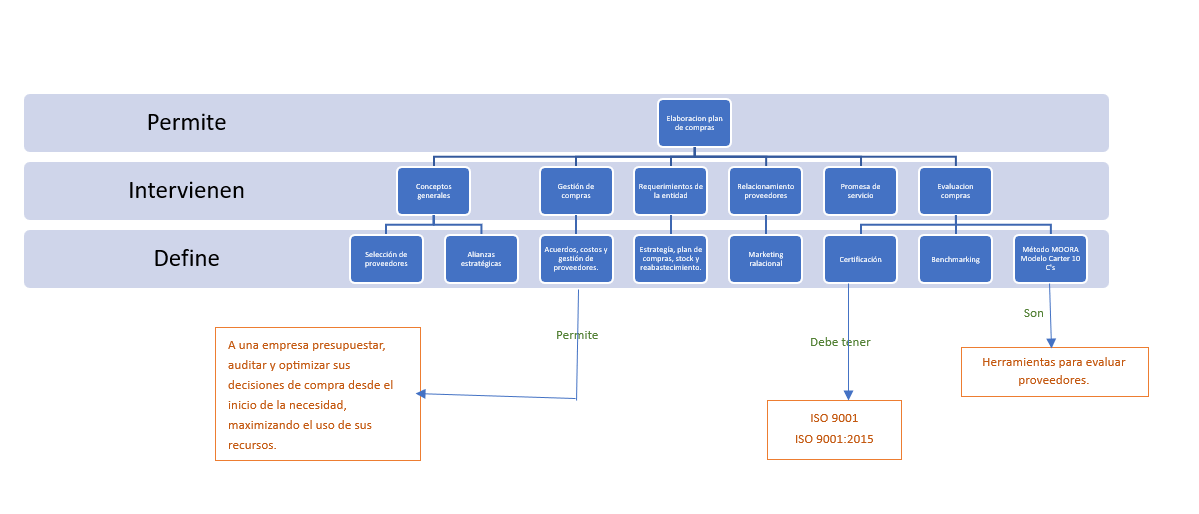 Permite
Elaboracion plan
de compras
Intervienen
Conceptos
generales
Gestión de
compras
Requerimientos de
la entidad
Relacionamiento
proveedores
Promesa de
servicio
Evaluacion
compras
Define
Selección de
proveedores
Alianzas
estratégicas
Acuerdos, costos y
gestión de
proveedores.
Estrategía, plan de
compras, stock y
reabastecimiento.
Marketing
ralacional
Certificación
Benchmarking
Método MOORA
Modelo Carter 10
C's
Permite
A una empresa presupuestar,
auditar y optimizar sus
decisiones de compra desde el
inicio de la necesidad,
maximizando el uso de sus
recursos.
Debe tener
ISO 9001
ISO 9001:2015
Son
Herramientas para evaluar
proveedores.